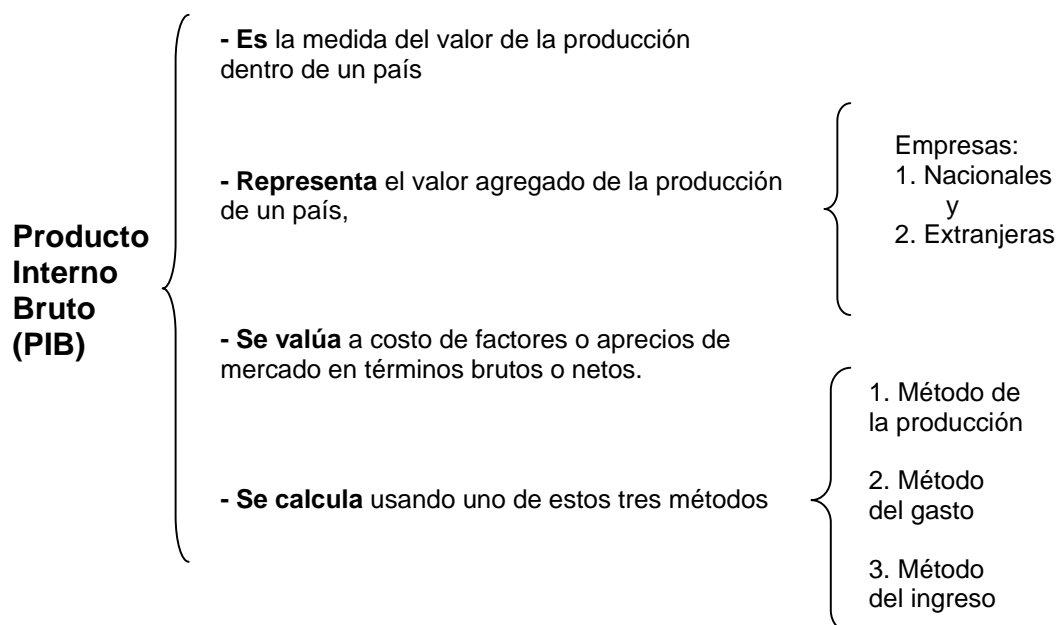 Producto
Interno
Bruto
(PIB)
- Es la medida del valor de la producción
dentro de un país
- Representa el valor agregado de la producción
de un país,
Empresas:
1. Nacionales
y
2. Extranjeras
- Se valúa a costo de factores o aprecios de
mercado en términos brutos o netos.
- Se calcula usando uno de estos tres métodos
1. Método de
la producción
2. Método
del gasto
3. Método
del ingreso